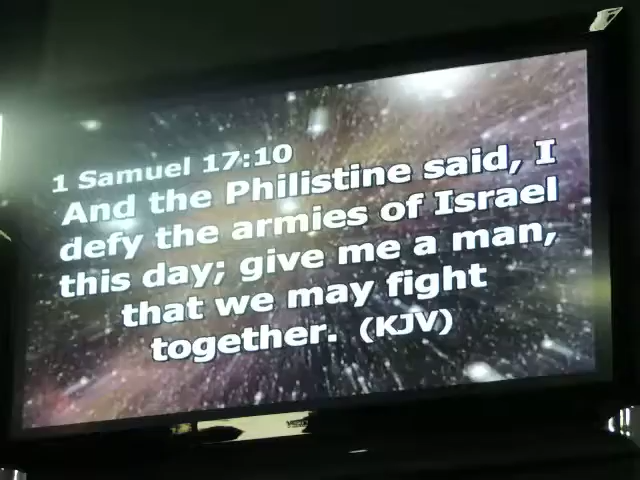 1 Samuel 17:10
And the Philistine said, I
defy the armies of Israel
this day; give me a man,
that we may fight
together. (KJV)